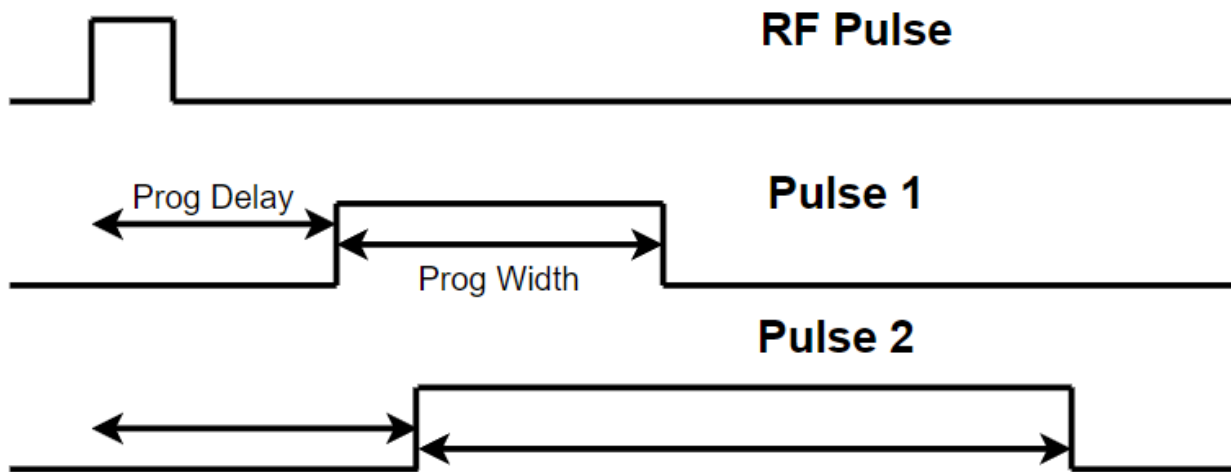 RF Pulse
Prog Delay
Pulse 1
Prog Width
Pulse 2